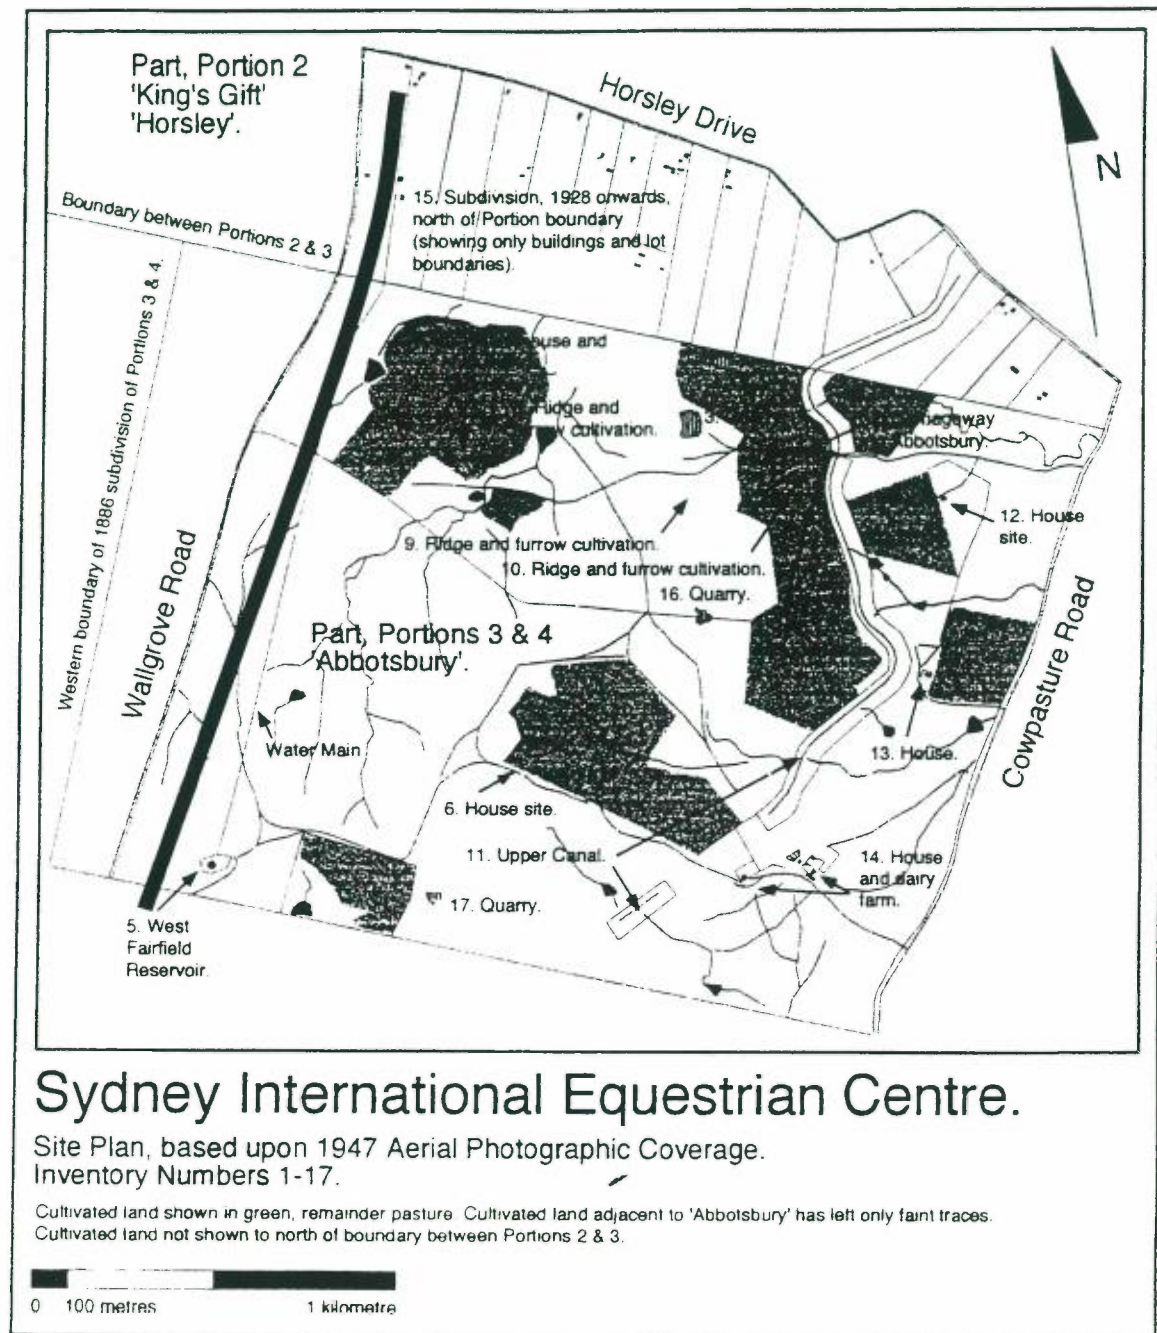 Part, Portion 2
'King's Gift'
'Horsley'.
Horsley Drive
N
15. Subdivision, 1928 onwards,
north of Portion boundary
(showing only buildings and lot
boundaries).
Boundary between Portions 2 & 3
Western boundary of 1886 subdivision of Portions 3 & 4.
Wallgrove Road
house and
Ridge and
cultivation.
3.
Abbotsbury.
12. House
site.
9. Ridge and furrow cultivation.
10. Ridge and furrow cultivation.
16. Quarry.
Part, Portions 3 & 4
'Abbotsbury'.
Cowpasture Road
Water Main
13. House.
6. House site.
11. Upper Canal.
14. House
and dairy
farm.
17. Quarry.
5. West
Fairfield
Reservoir.
Sydney International Equestrian Centre.
Site Plan, based upon 1947 Aerial Photographic Coverage.
Inventory Numbers 1-17.
Cultivated land shown in green, remainder pasture. Cultivated land adjacent to 'Abbotsbury' has left only faint traces.
Cultivated land not shown to north of boundary between Portions 2 & 3.
0 100 metres 1 kilometre